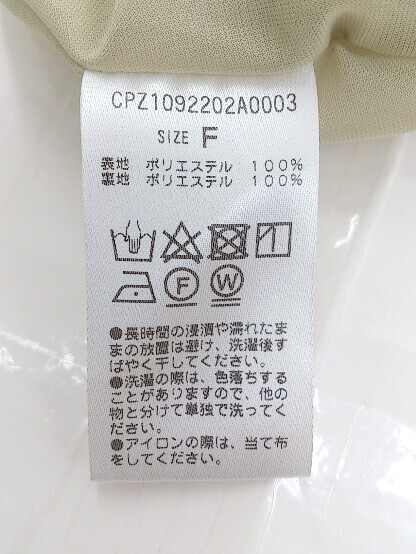 CPZ1092202A0003
SIZE F
表地 ポリエステル 100%
裏地 ポリエステル 100%
F
W
●長時間の浸漬や濡れたま
まの放置は避け、洗濯後す
ばやく干してください。
●洗濯の際は、色落ちする
ことがありますので、他の
物と分けて単独で洗ってく
ださい。
●アイロンの際は、当て布
をしてください。